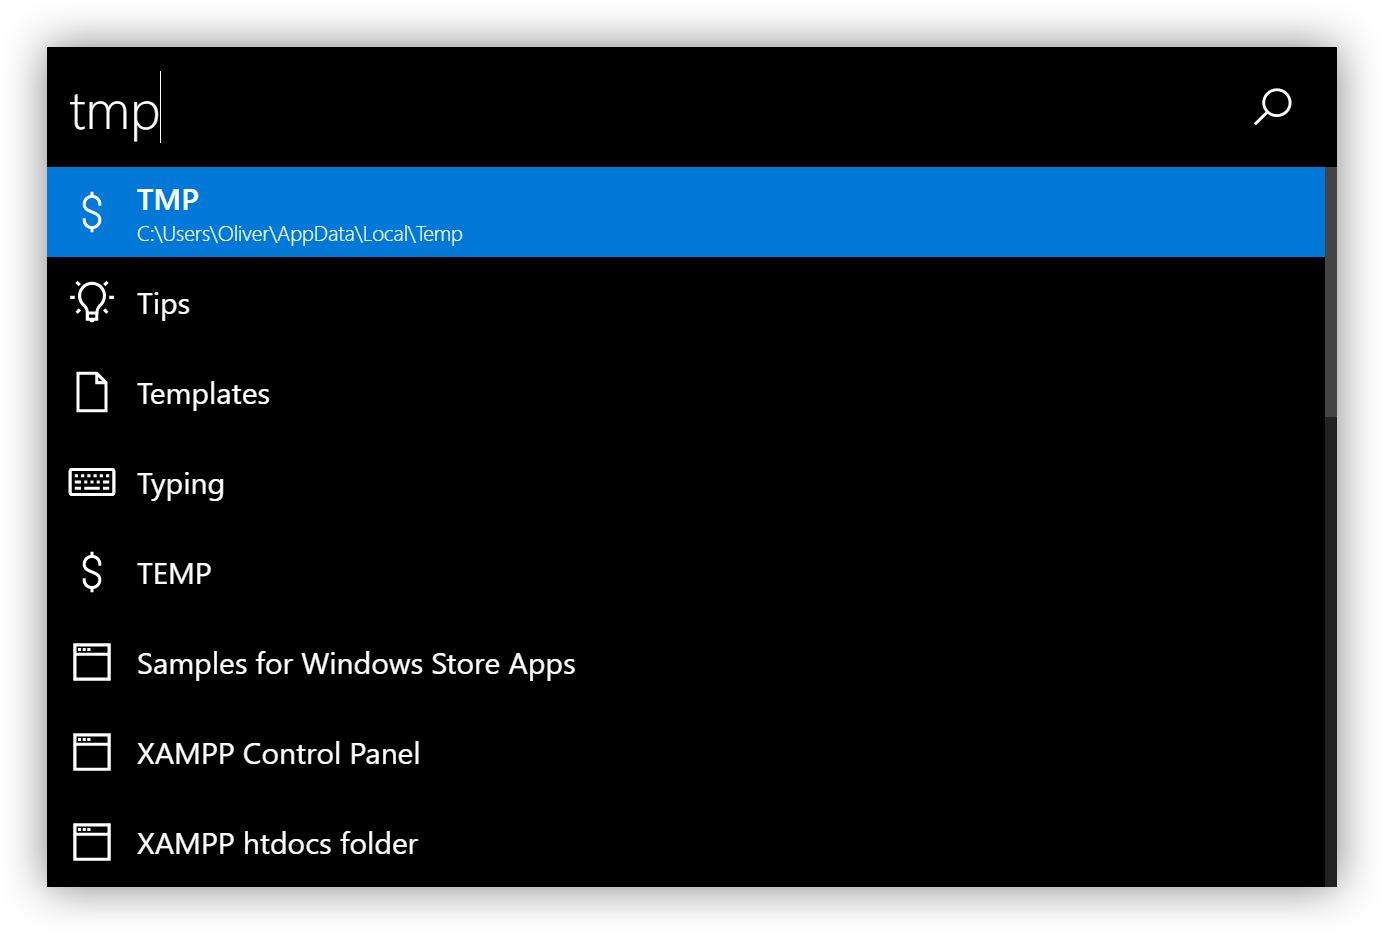 tmp
TMP
C:\Users\Oliver\AppData\Local\Temp
Tips
Templates
Typing
TEMP
Samples for Windows Store Apps
XAMPP Control Panel
XAMPP htdocs folder